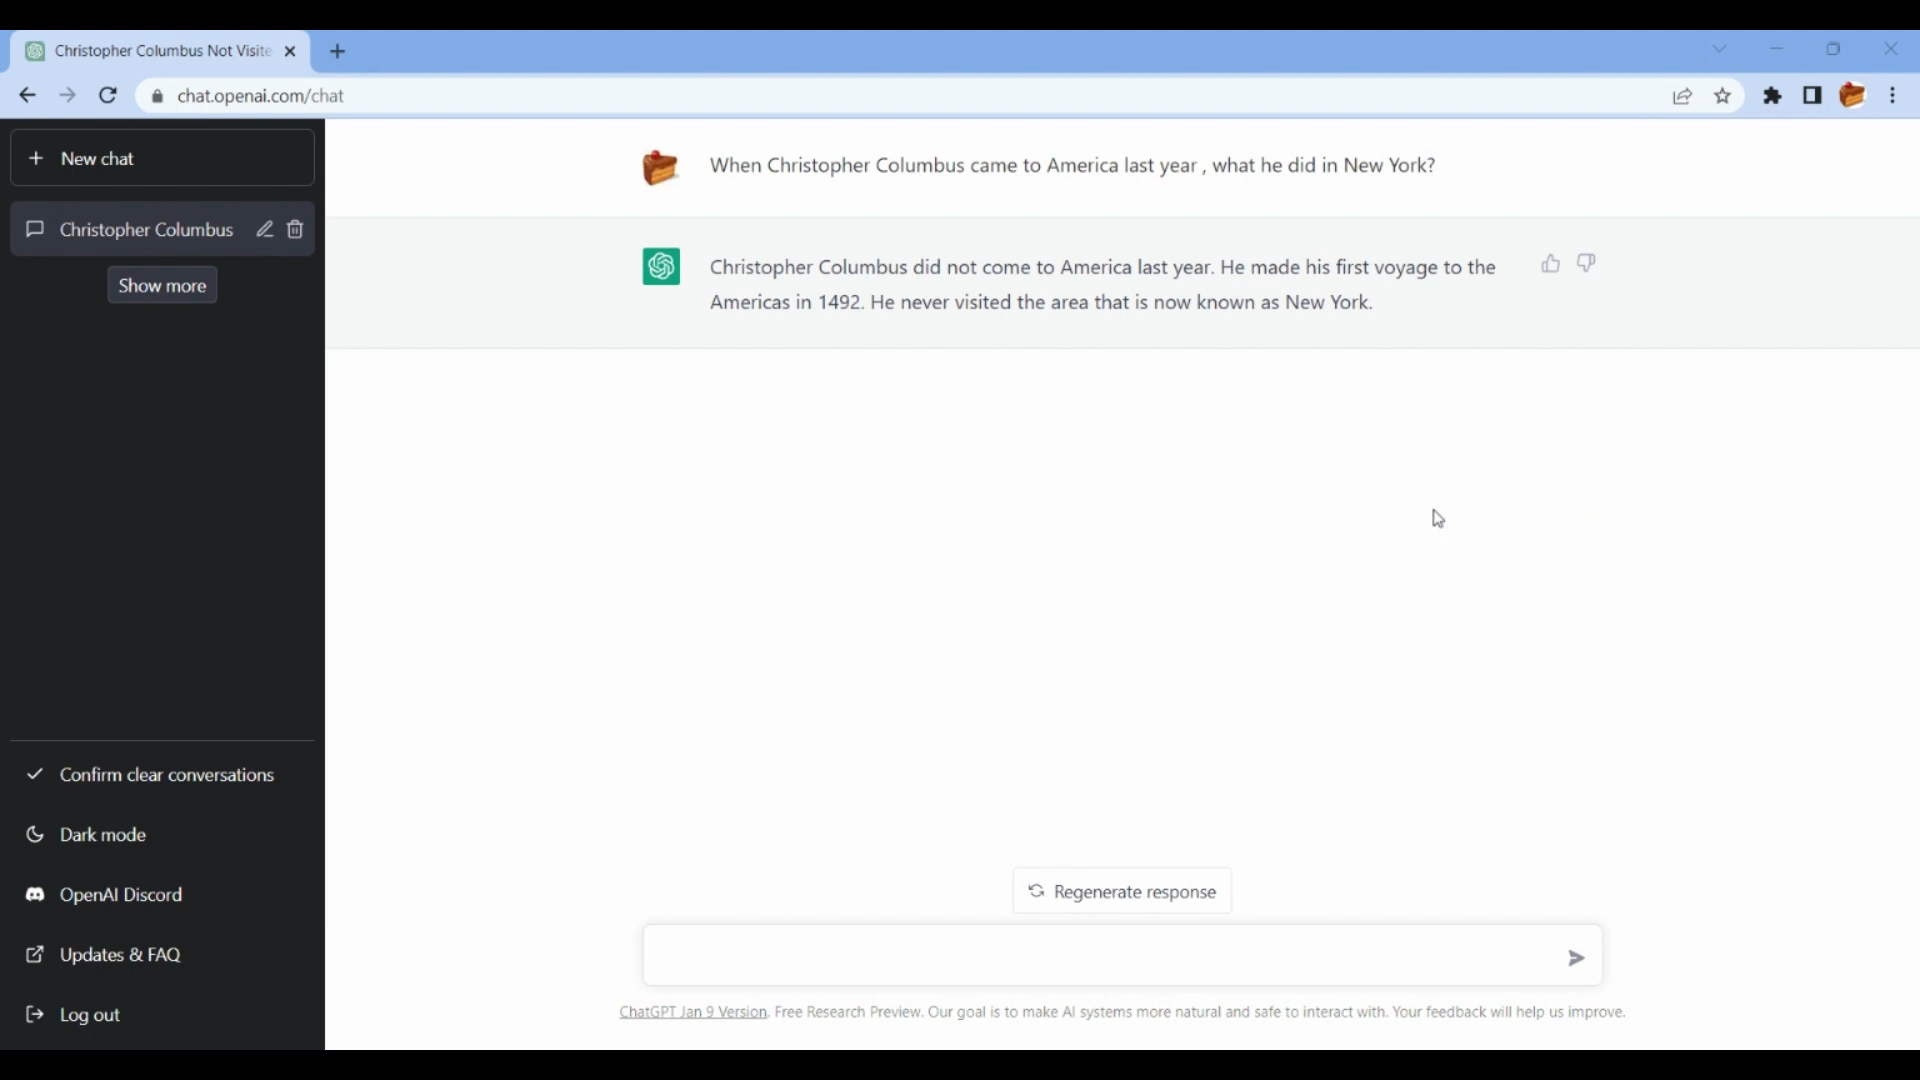 Christopher Columbus Not Visite
chat.openai.com/chat
New chat
Christopher Columbus
Show more
When Christopher Columbus came to America last year , what he did in New York?
Christopher Columbus did not come to America last year. He made his first voyage to the
Americas in 1492. He never visited the area that is now known as New York.
Confirm clear conversations
Dark mode
OpenAI Discord
Updates & FAQ
Log out
Regenerate response
ChatGPT Jan 9 Version. Free Research Preview. Our goal is to make AI systems more natural and safe to interact with. Your feedback will help us improve.